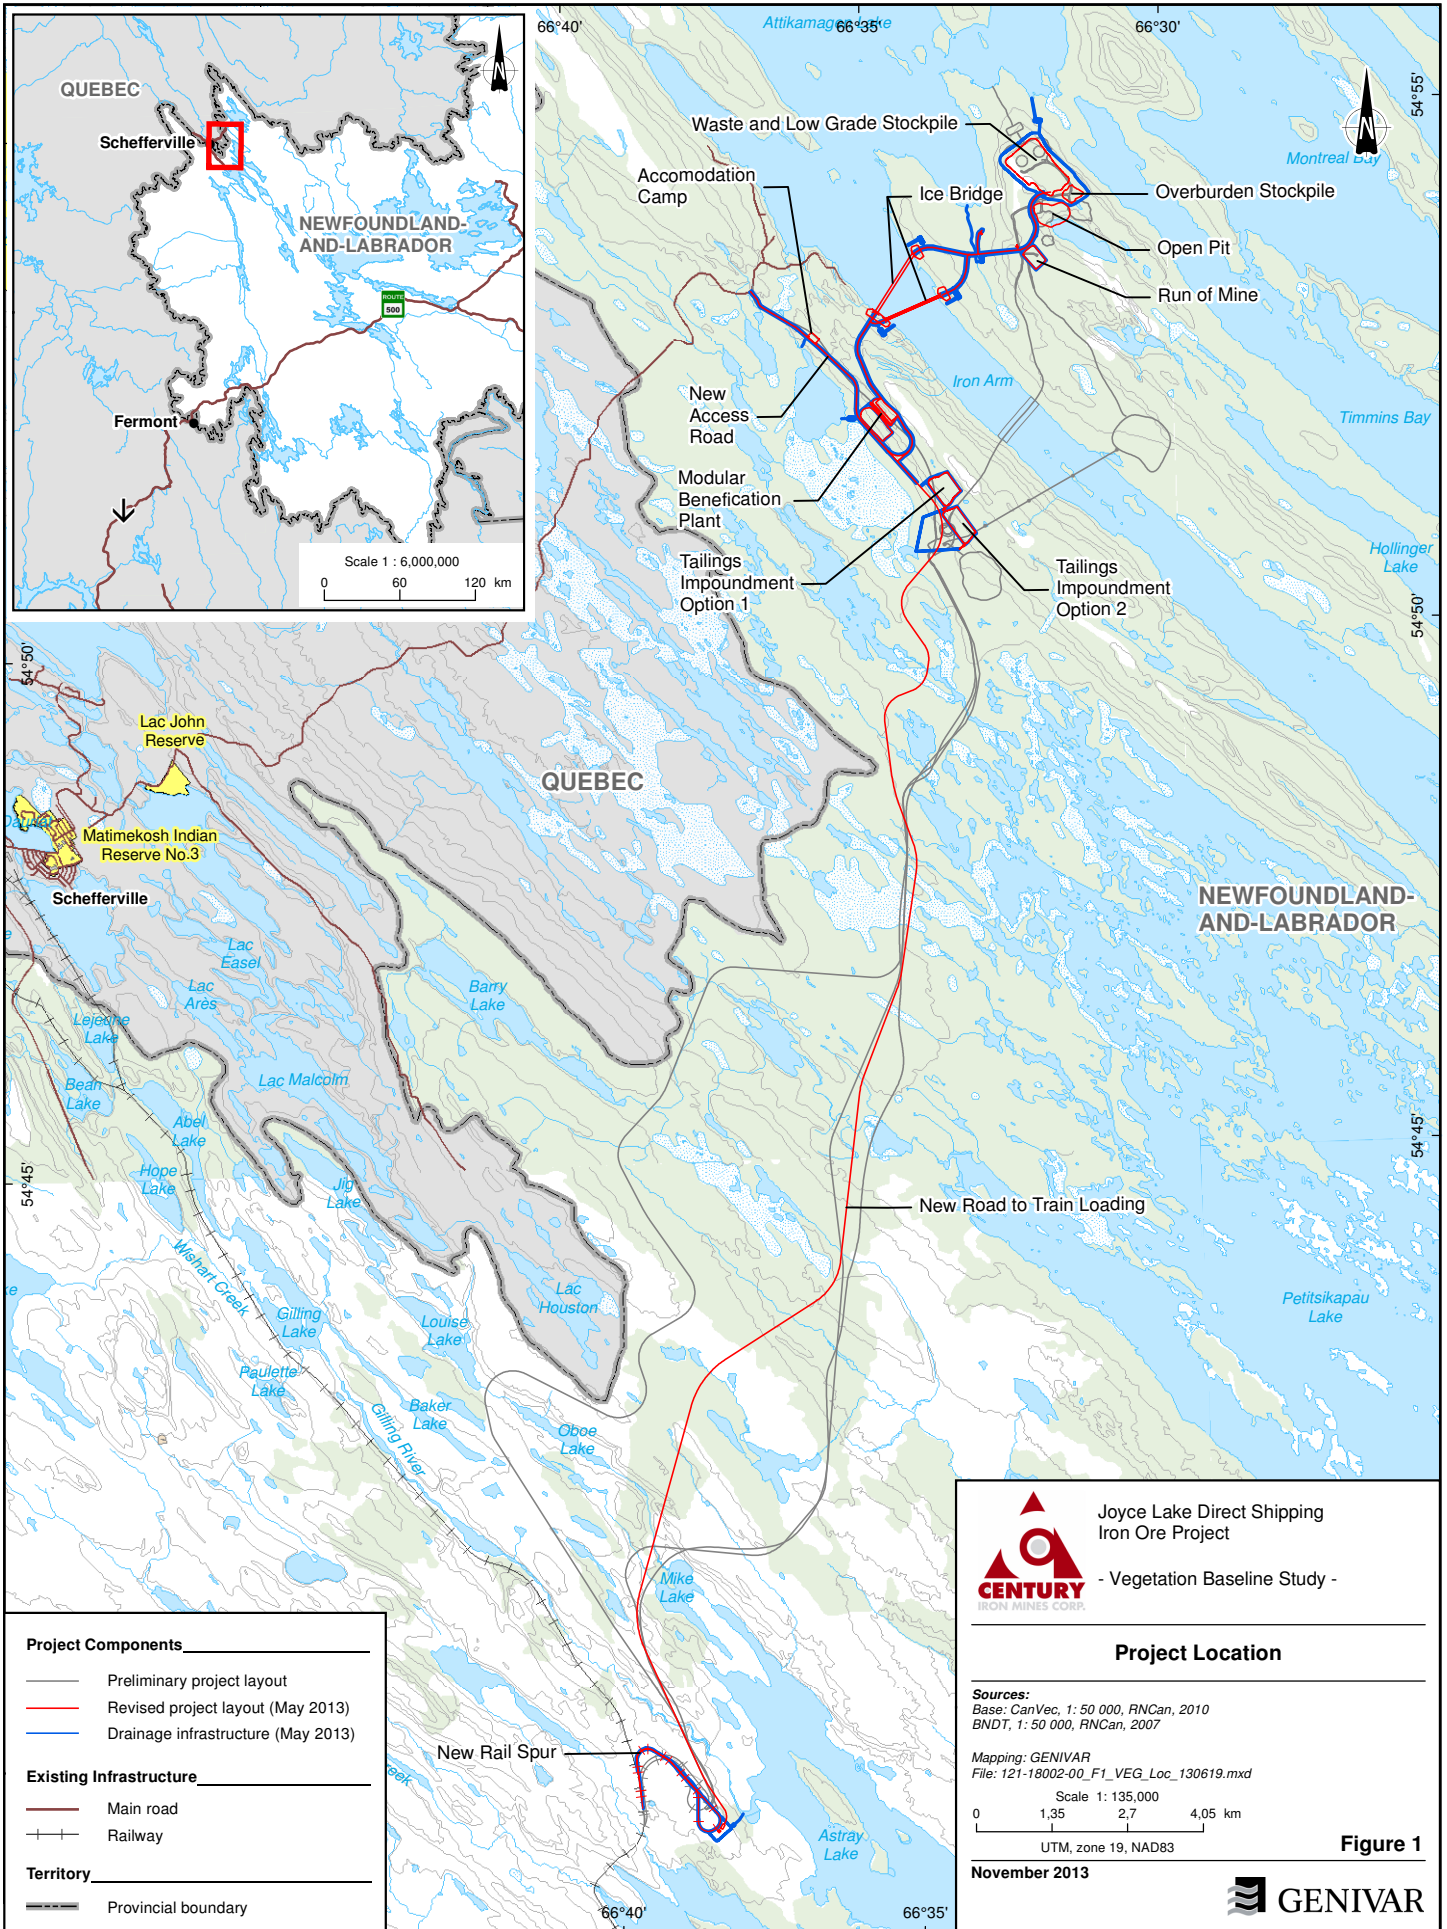 66°40'
Attikamagen Lake
66°35'
66°30'
54°55'
QUEBEC
Schefferville
NEWFOUNDLAND-
AND-LABRADOR
ROUTE
500
Fermont
Scale 1 : 6,000,000
0 60 120 km
N
N
Waste and Low Grade Stockpile
Montreal Bay
Accomodation
Camp
Ice Bridge
Overburden Stockpile
Open Pit
Run of Mine
Iron Arm
New
Access
Road
Timmins Bay
Modular
Benefication
Plant
Hollinger
Lake
Tailings
Impoundment
Option 1
Tailings
Impoundment
Option 2
54°50'
54°50'
Lac John
Reserve
QUEBEC
Matimekosh Indian
Reserve No.3
Schefferville
NEWFOUNDLAND-
AND-LABRADOR
Lac
Easel
Lac
Arès
Barry
Lake
Lejeune
Lake
Bean
Lake
Lac Malcolm
Abel
Lake
Hope
Lake
Jig
Lake
54°45'
54°45'
New Road to Train Loading
Wishart Creek
Gilling
Lake
Louise
Lake
Lac
Houston
Petitsikapau
Lake
Paulette
Lake
Baker
Lake
Gilling River
Oboe
Lake
Mike
Lake
New Rail Spur
Astray
Lake
66°40'
66°35'
Project Components
Preliminary project layout
Revised project layout (May 2013)
Drainage infrastructure (May 2013)
Existing Infrastructure
Main road
Railway
Territory
Provincial boundary
CENTURY
IRON MINES CORP.
Joyce Lake Direct Shipping
Iron Ore Project
- Vegetation Baseline Study -
Project Location
Sources:
Base: CanVec, 1: 50 000, RNCan, 2010
BNDT, 1: 50 000, RNCan, 2007
Mapping: GENIVAR
File: 121-18002-00_F1_VEG_Loc_130619.mxd
Scale 1: 135,000
0 1,35 2,7 4,05 km
UTM, zone 19, NAD83
Figure 1
November 2013
GENIVAR